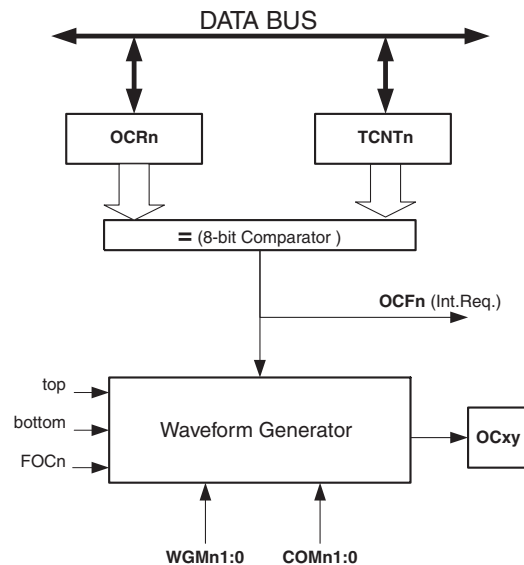 DATA BUS
OCRn
TCNTn
= (8-bit Comparator )
OCFn (Int.Req.)
top
bottom
FOCn
Waveform Generator
OCxy
WGMn1:0
COMn1:0